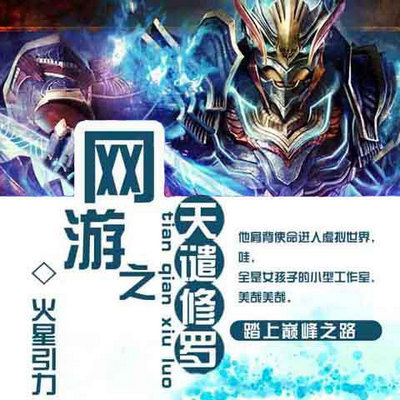 网游之
天谴修罗
tian qian xiu luo
◇火星引力
他肩背使命进入虚拟世界，
哇，
全是女孩子的小型工作室，
美哉美哉。
踏上巅峰之路